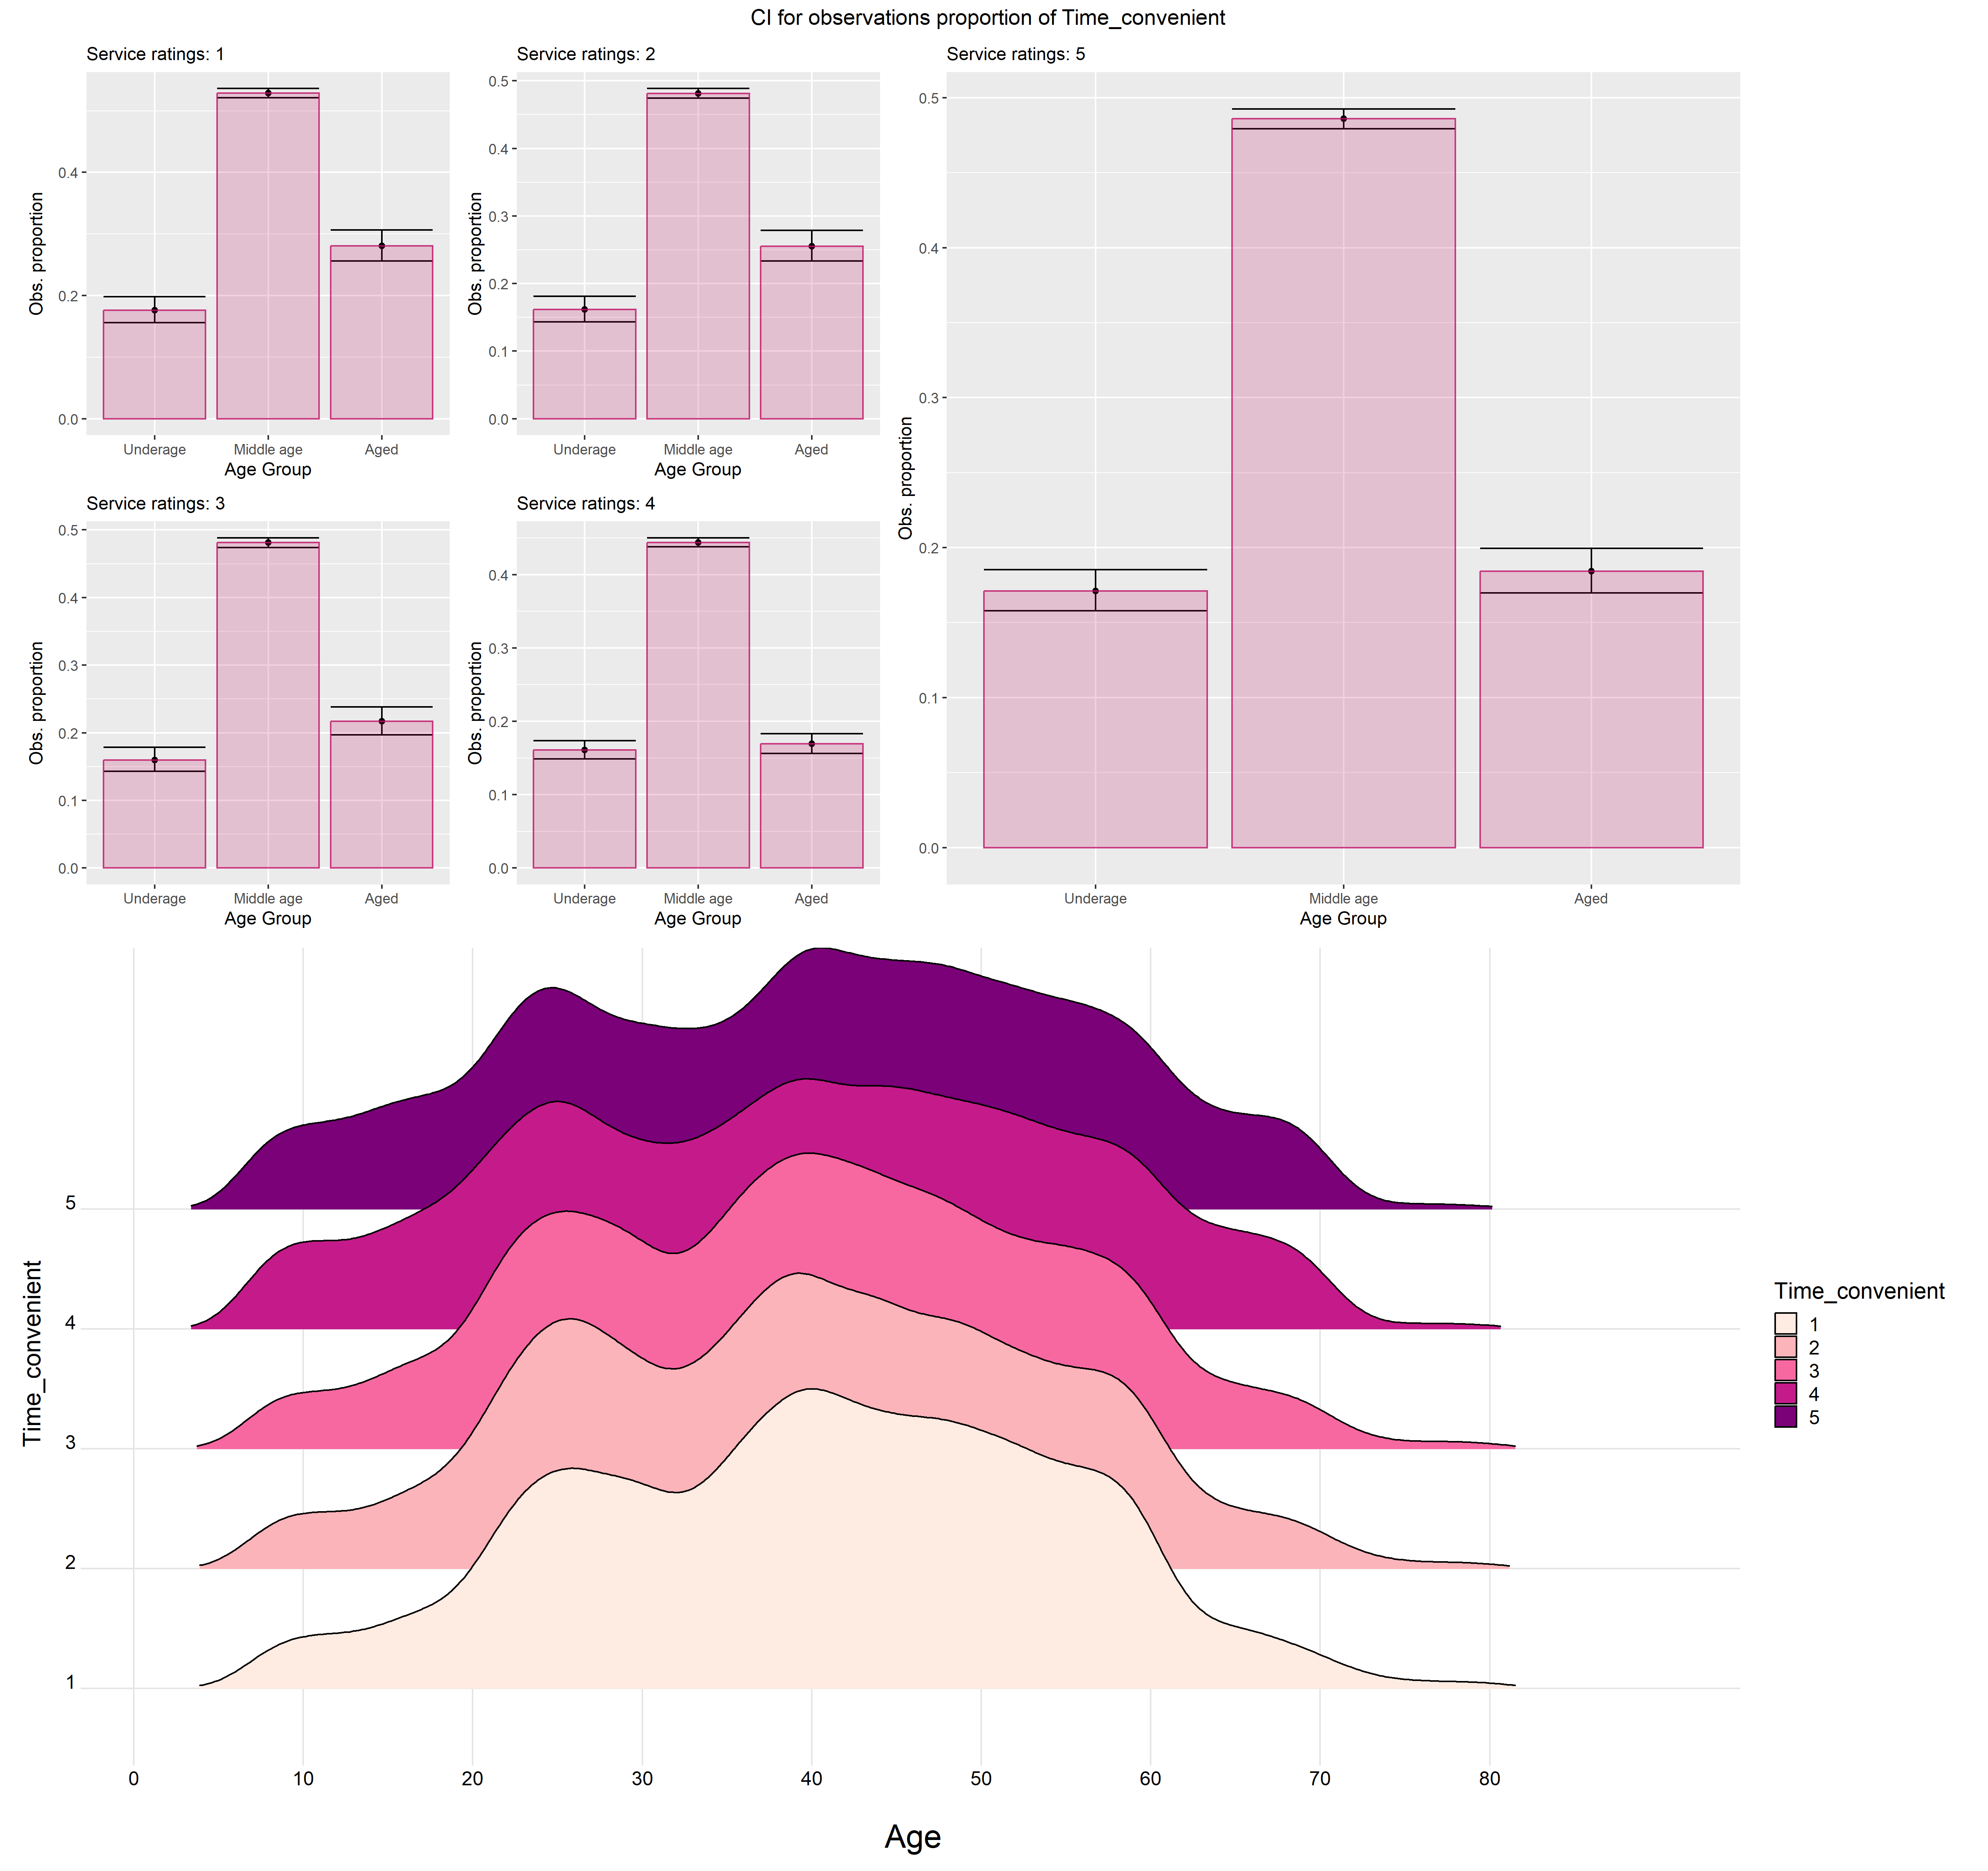 CI for observations proportion of Time_convenient
Service ratings: 1
Obs. proportion
0.4
0.2
0.0
Underage Middle age Aged
Age Group
Service ratings: 2
Obs. proportion
0.5
0.4
0.3
0.2
0.1
0.0
Underage Middle age Aged
Age Group
Service ratings: 5
Obs. proportion
0.5
0.4
0.3
0.2
0.1
0.0
Underage Middle age Aged
Age Group
Service ratings: 3
Obs. proportion
0.5
0.4
0.3
0.2
0.1
0.0
Underage Middle age Aged
Age Group
Service ratings: 4
Obs. proportion
0.4
0.3
0.2
0.1
0.0
Underage Middle age Aged
Age Group
Time_convenient
5
4
3
2
1
0 10 20 30 40 50 60 70 80
Age
Time_convenient
1
2
3
4
5